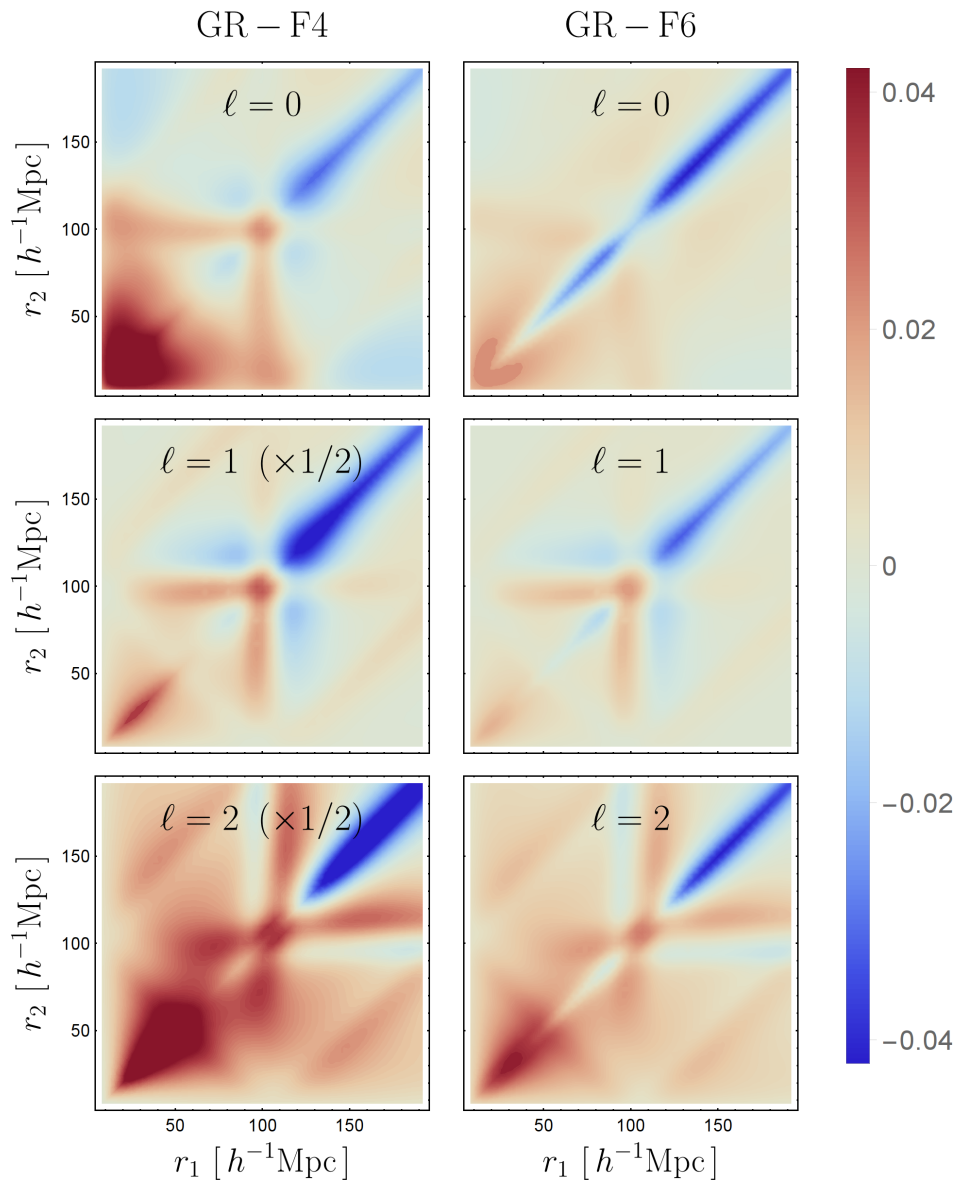 GR – F4 GR – F6
ℓ = 0 ℓ = 0
0.04
150
100
50
r₂ [h⁻¹Mpc]
0.02
ℓ = 1 (×1/2) ℓ = 1
0
150
100
50
r₂ [h⁻¹Mpc]
ℓ = 2 (×1/2) ℓ = 2
−0.02
150
100
50
r₂ [h⁻¹Mpc]
−0.04
50 100 150 50 100 150
r₁ [h⁻¹Mpc] r₁ [h⁻¹Mpc]